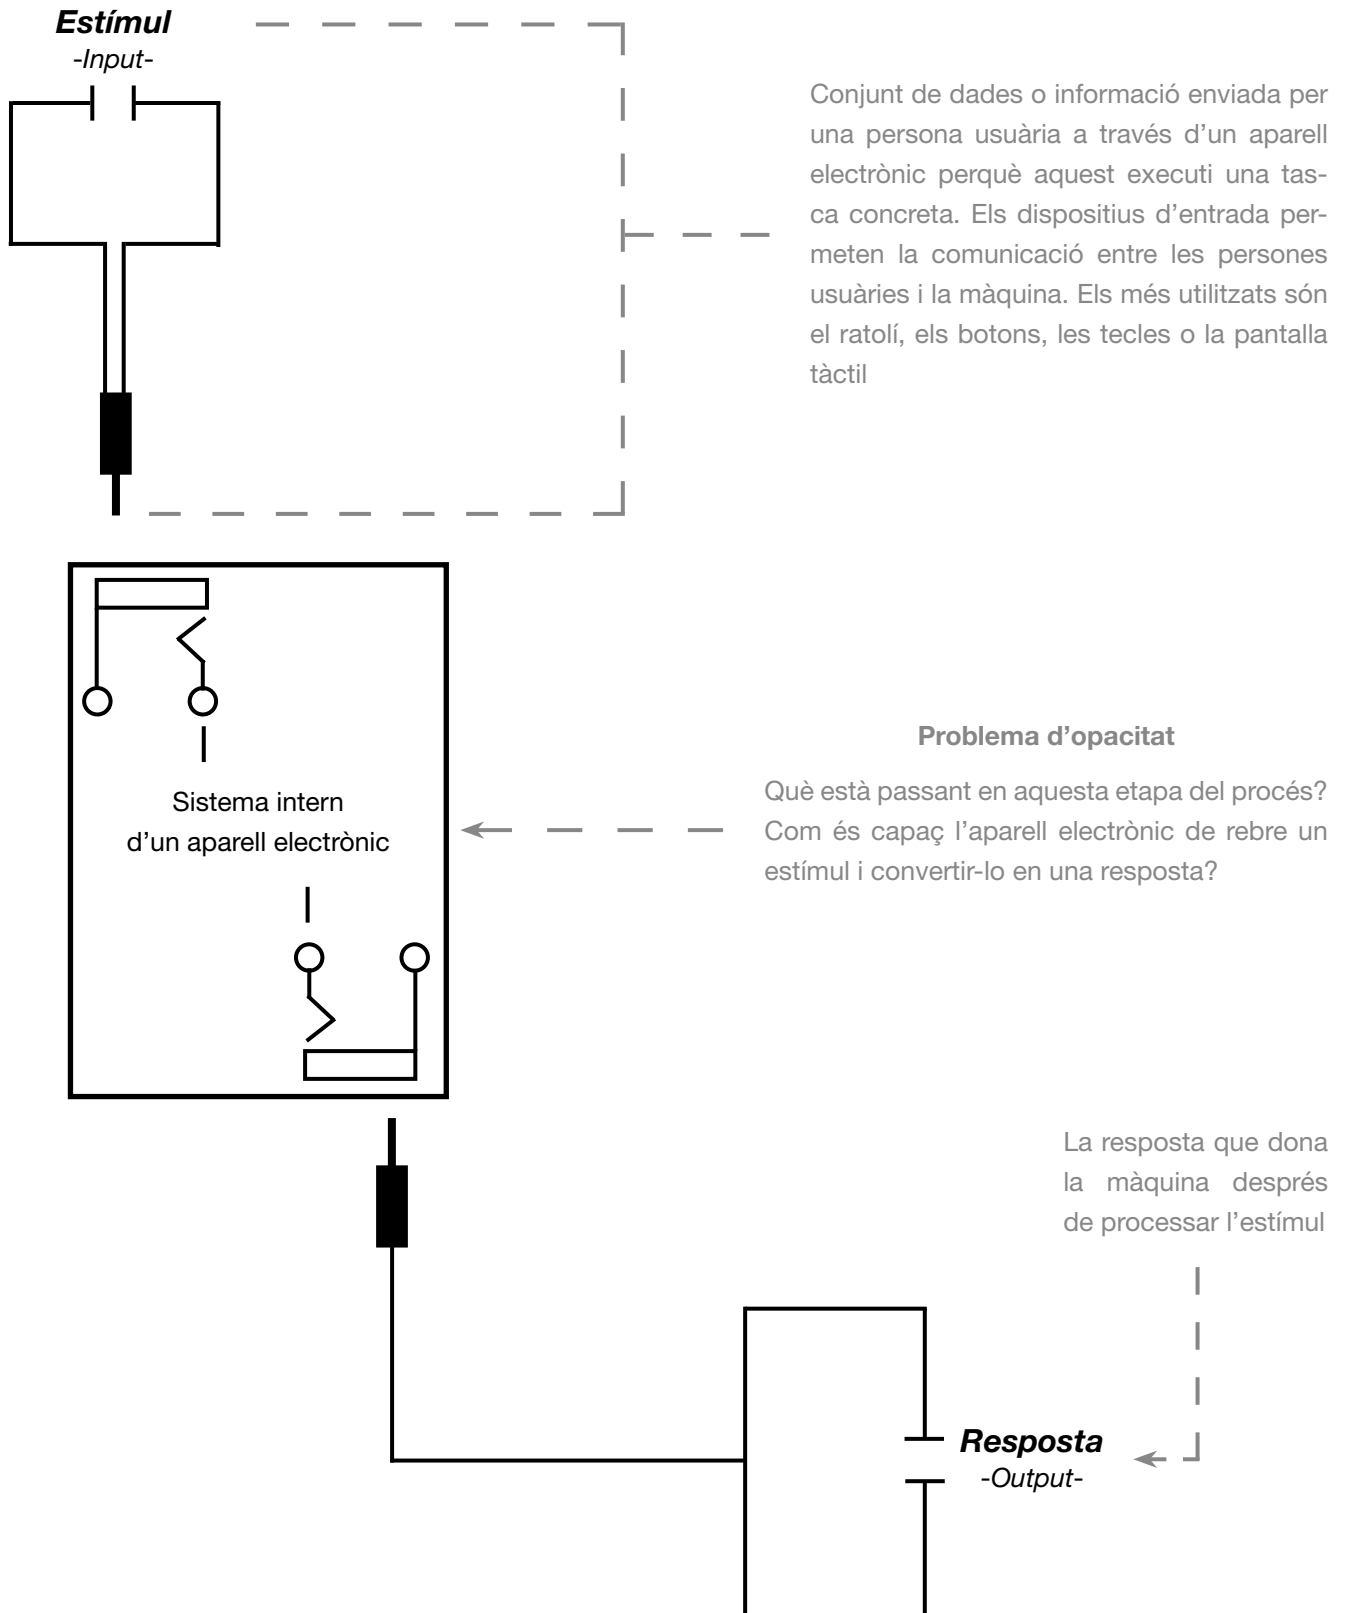 Estímul
-Input-
Conjunt de dades o informació enviada per
una persona usuària a través d’un aparell
electrònic perquè aquest executi una tas-
ca concreta. Els dispositius d’entrada per-
meten la comunicació entre les persones
usuàries i la màquina. Els més utilitzats són
el ratolí, els botons, les tecles o la pantalla
tàctil
Sistema intern
d’un aparell electrònic
Problema d’opacitat
Què està passant en aquesta etapa del procés?
Com és capaç l’aparell electrònic de rebre un
estímul i convertir-lo en una resposta?
La resposta que dona
la màquina després
de processar l’estímul
Resposta
-Output-